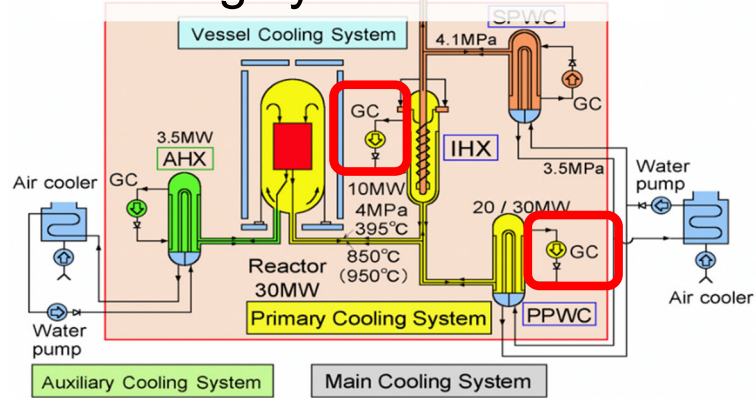 SPWC
Vessel Cooling System
4.1MPa
GC
GC
3.5MW
AHX
IHX
3.5MPa
Water
pump
Air cooler
GC
10MW
4MPa
395℃
20 / 30MW
850℃
(950℃)
GC
Reactor
30MW
Air cooler
Primary Cooling System
PPWC
Water
pump
Auxiliary Cooling System
Main Cooling System